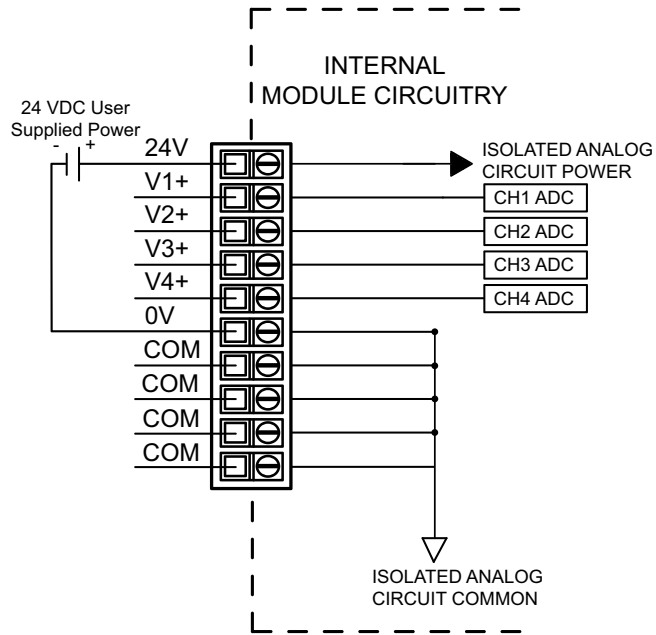 INTERNAL
MODULE CIRCUITRY
24 VDC User
Supplied Power
- +
24V
ISOLATED ANALOG
CIRCUIT POWER
V1+
CH1 ADC
V2+
CH2 ADC
V3+
CH3 ADC
V4+
CH4 ADC
0V
COM
COM
COM
COM
ISOLATED ANALOG
CIRCUIT COMMON